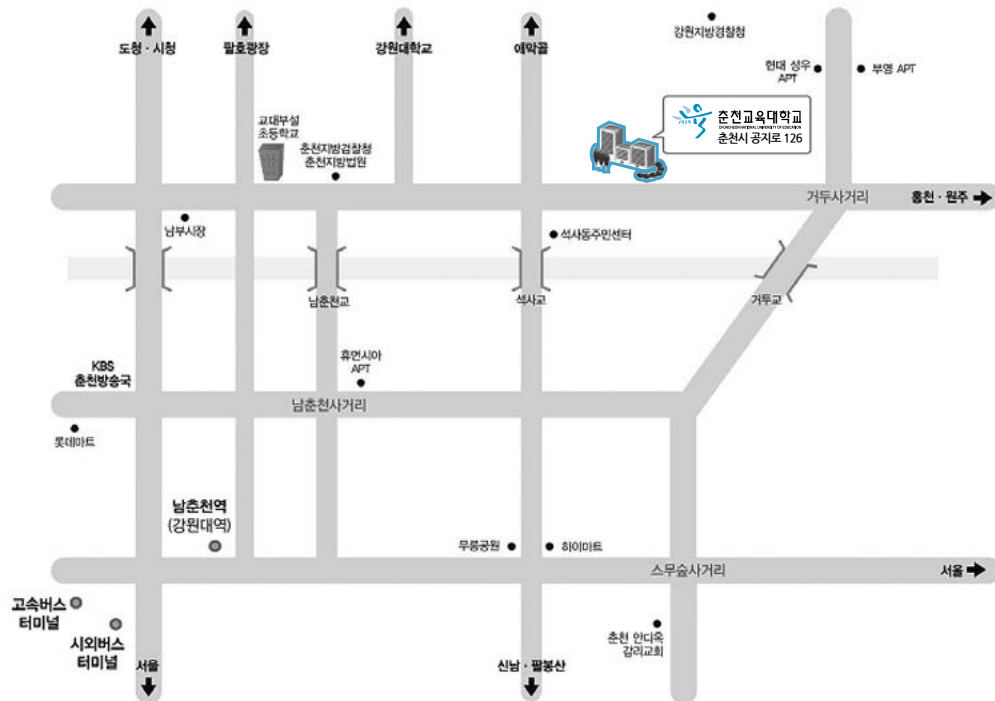 도청 · 시청
팔호광장
강원대학교
애막골
강원지방경찰청
현대 성우
APT
부영 APT
춘천교육대학교
CHUNCHEON NATIONAL UNIVERSITY OF EDUCATION
춘천시 공지로 126
교대부설
초등학교
춘천지방검찰청
춘천지방법원
거두사거리
홍천 · 원주
남부시장
석사동주민센터
남춘천교
석사교
거두교
KBS
춘천방송국
휴먼시아
APT
남춘천사거리
롯데마트
남춘천역
(강원대역)
무릉공원
하이마트
스무숲사거리
서울
고속버스
터미널
시외버스
터미널
서울
신남 · 팔봉산
춘천 안디옥
감리교회